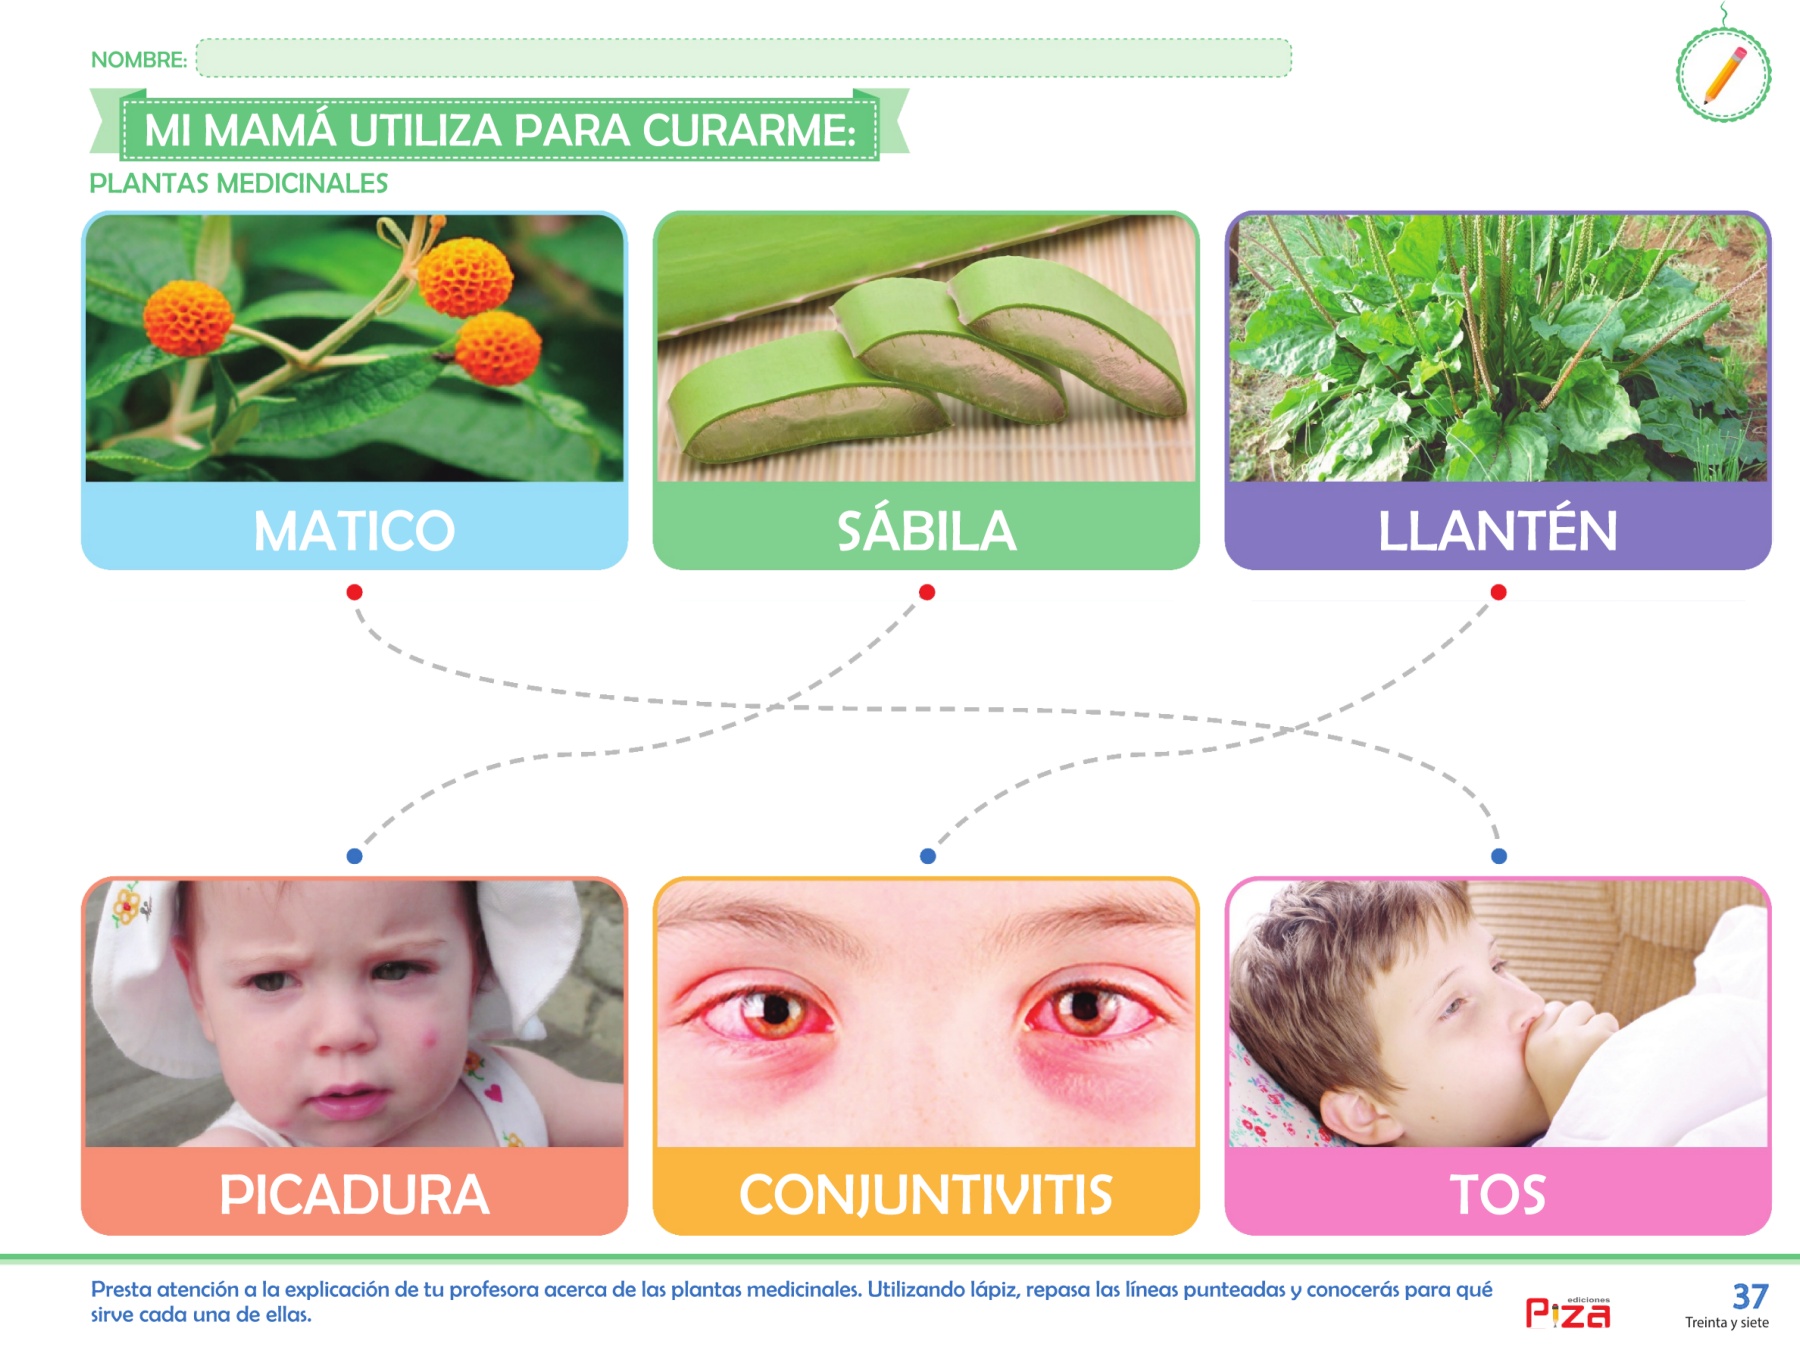 NOMBRE:
MI MAMÁ UTILIZA PARA CURARME:
PLANTAS MEDICINALES
MATICO
SÁBILA
LLANTÉN
PICADURA
CONJUNTIVITIS
TOS
Presta atención a la explicación de tu profesora acerca de las plantas medicinales. Utilizando lápiz, repasa las líneas punteadas y conocerás para qué
sirve cada una de ellas.
ediciones
Piza
37
Treinta y siete